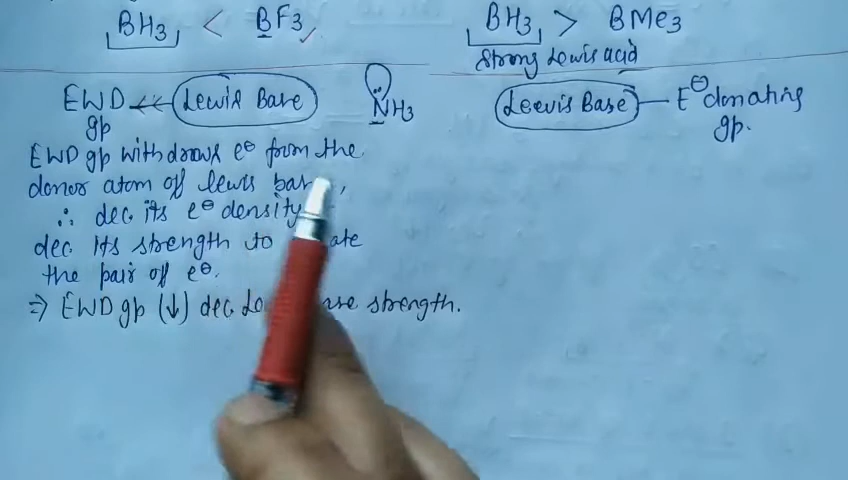 BH3 < BF3 ✓
BH3 > BMe3
Strong Lewis acid
EWD gp ← Lewis Base
NH3
Lewis Base — E⊖ donating gp.
EWD gp withdraws e⊖ from the
donor atom of lewis
∴ dec. its e⊖ density
dec. its strength to
the pair of e⊖.
⇒ EWD gp (↓) dec. strength.